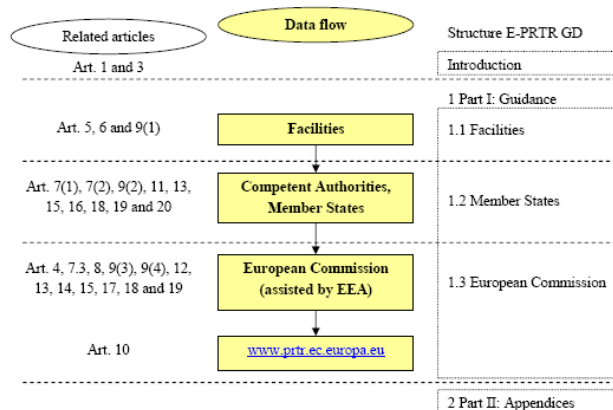 Related articles
Data flow
Structure E-PRTR GD
Art. 1 and 3
Introduction
1 Part I: Guidance
Art. 5, 6 and 9(1)
Facilities
1.1 Facilities
Art. 7(1), 7(2), 9(2), 11, 13,
15, 16, 18, 19 and 20
Competent Authorities,
Member States
1.2 Member States
Art. 4, 7.3, 8, 9(3), 9(4), 12,
13, 14, 15, 17, 18 and 19
European Commission
(assisted by EEA)
1.3 European Commission
Art. 10
www.prtr.ec.europa.eu
2 Part II: Appendices